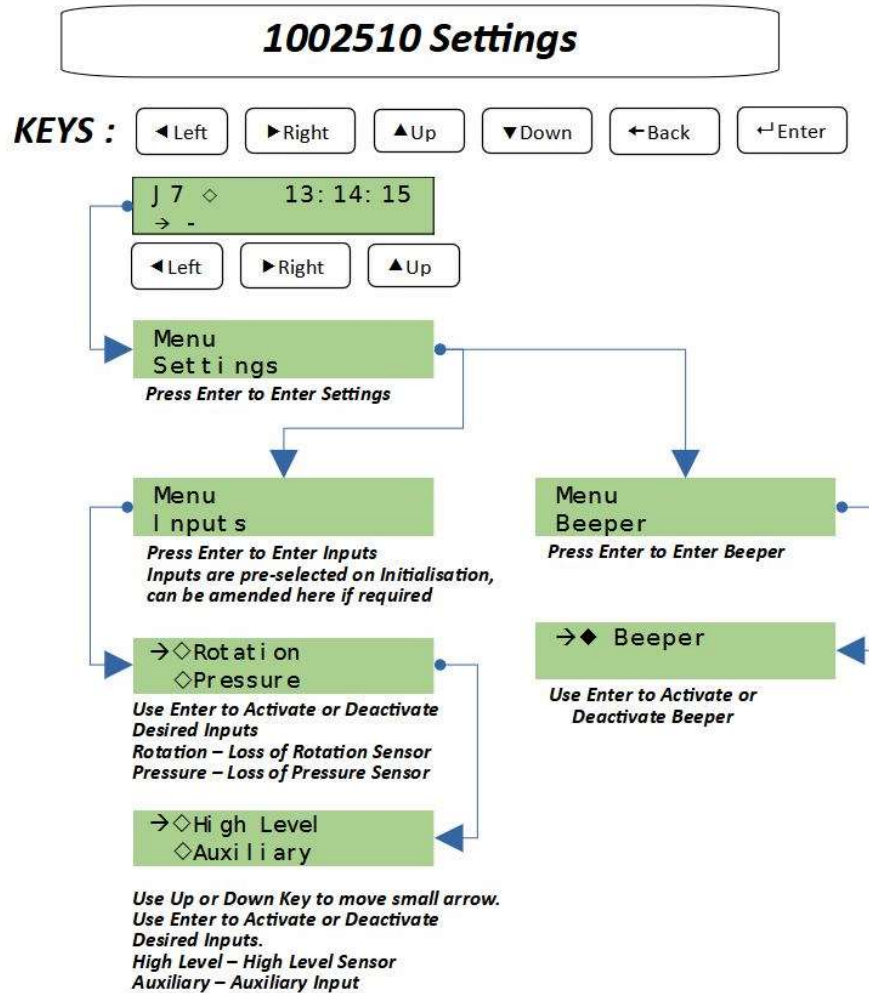 1002510 Settings
KEYS : ◄Left ►Right ▲Up ▼Down ←Back ↵Enter
J7 ◇ 13:14:15
→ -
◄Left ►Right ▲Up
Menu
Settings
Press Enter to Enter Settings
Menu
Inputs
Press Enter to Enter Inputs
Inputs are pre-selected on Initialisation,
can be amended here if required
→◇Rotation
◇Pressure
Use Enter to Activate or Deactivate
Desired Inputs
Rotation – Loss of Rotation Sensor
Pressure – Loss of Pressure Sensor
→◇High Level
◇Auxiliary
Use Up or Down Key to move small arrow.
Use Enter to Activate or Deactivate
Desired Inputs.
High Level – High Level Sensor
Auxiliary – Auxiliary Input
Menu
Beeper
Press Enter to Enter Beeper
→◆ Beeper
Use Enter to Activate or
Deactivate Beeper